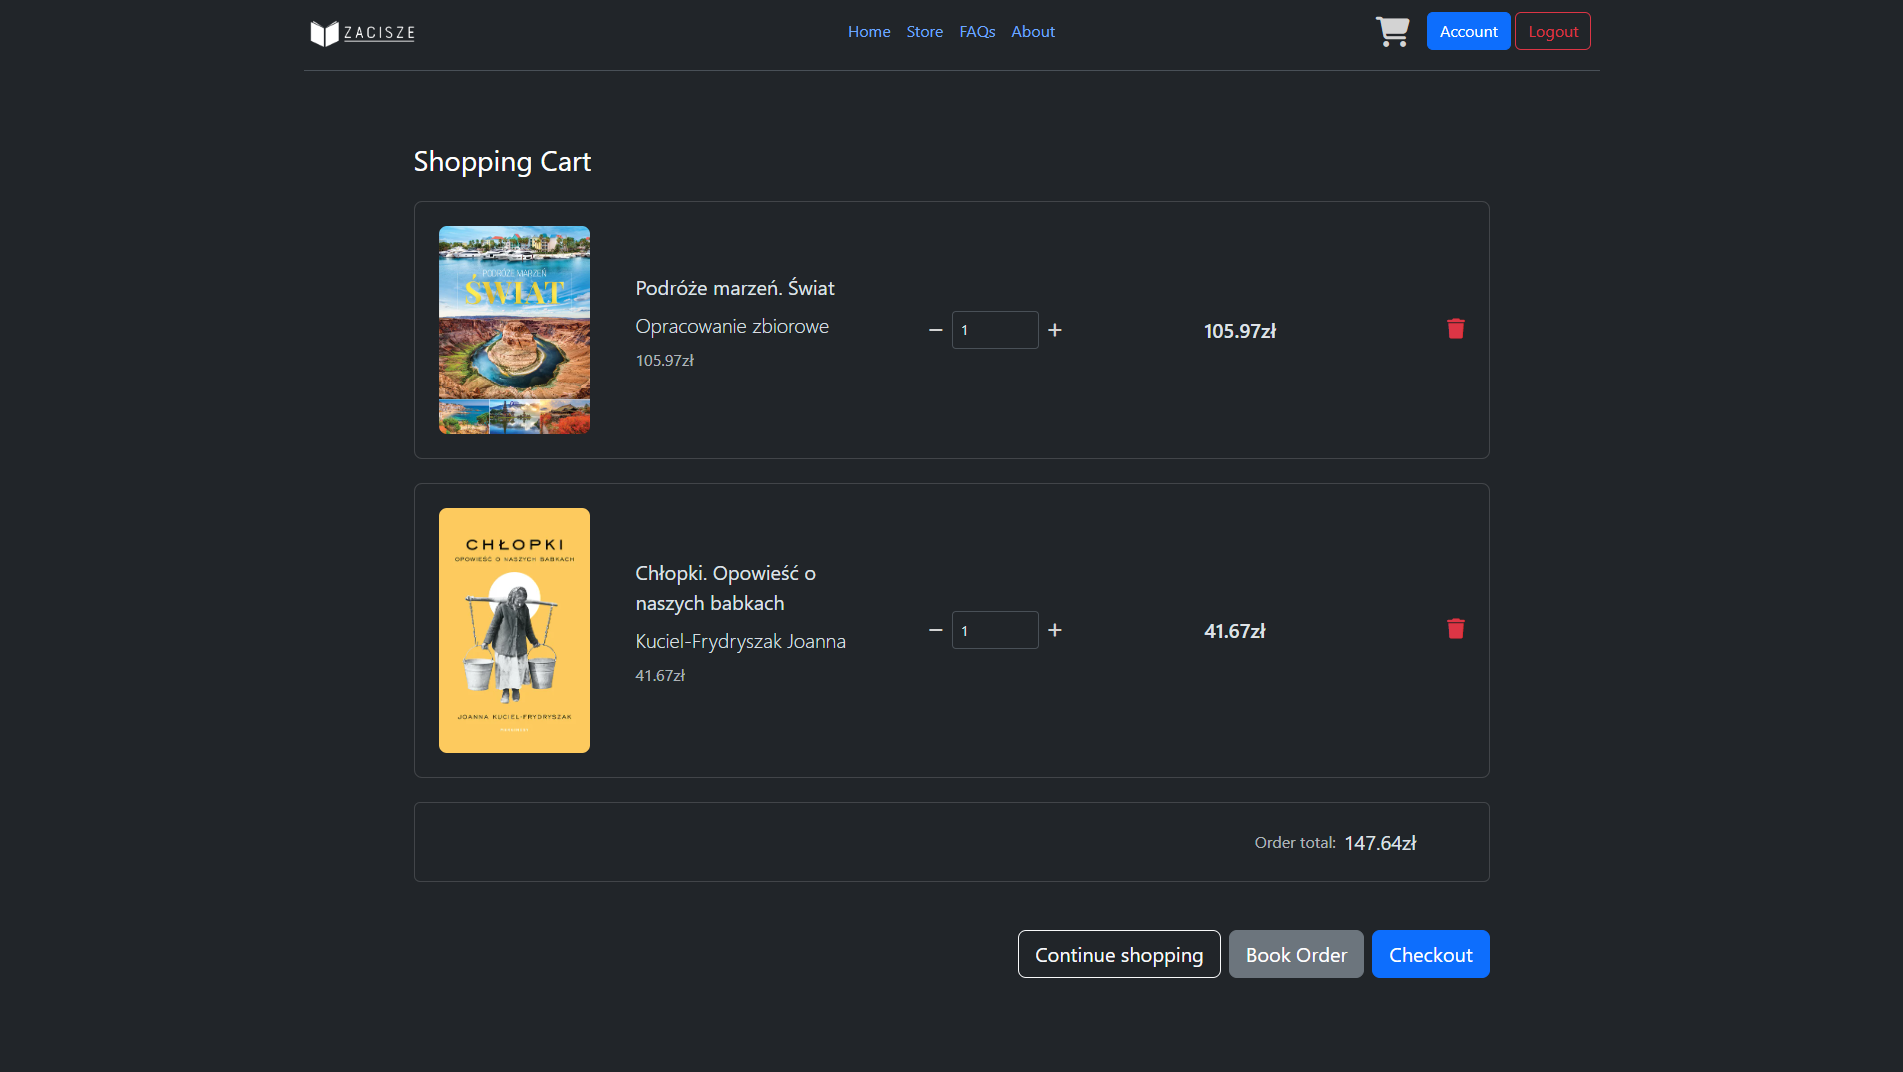 ZACISZE
Home Store FAQs About
Account Logout
Shopping Cart
PODRÓŻE MARZEŃ
ŚWIAT
Podróże marzeń. Świat
Opracowanie zbiorowe
105.97zł
1
105.97zł
CHŁOPKI
OPOWIEŚĆ O NASZYCH BABKACH
JOANNA KUCIEL-FRYDRYSZAK
Chłopki. Opowieść o
naszych babkach
Kuciel-Frydryszak Joanna
41.67zł
1
41.67zł
Order total: 147.64zł
Continue shopping Book Order Checkout